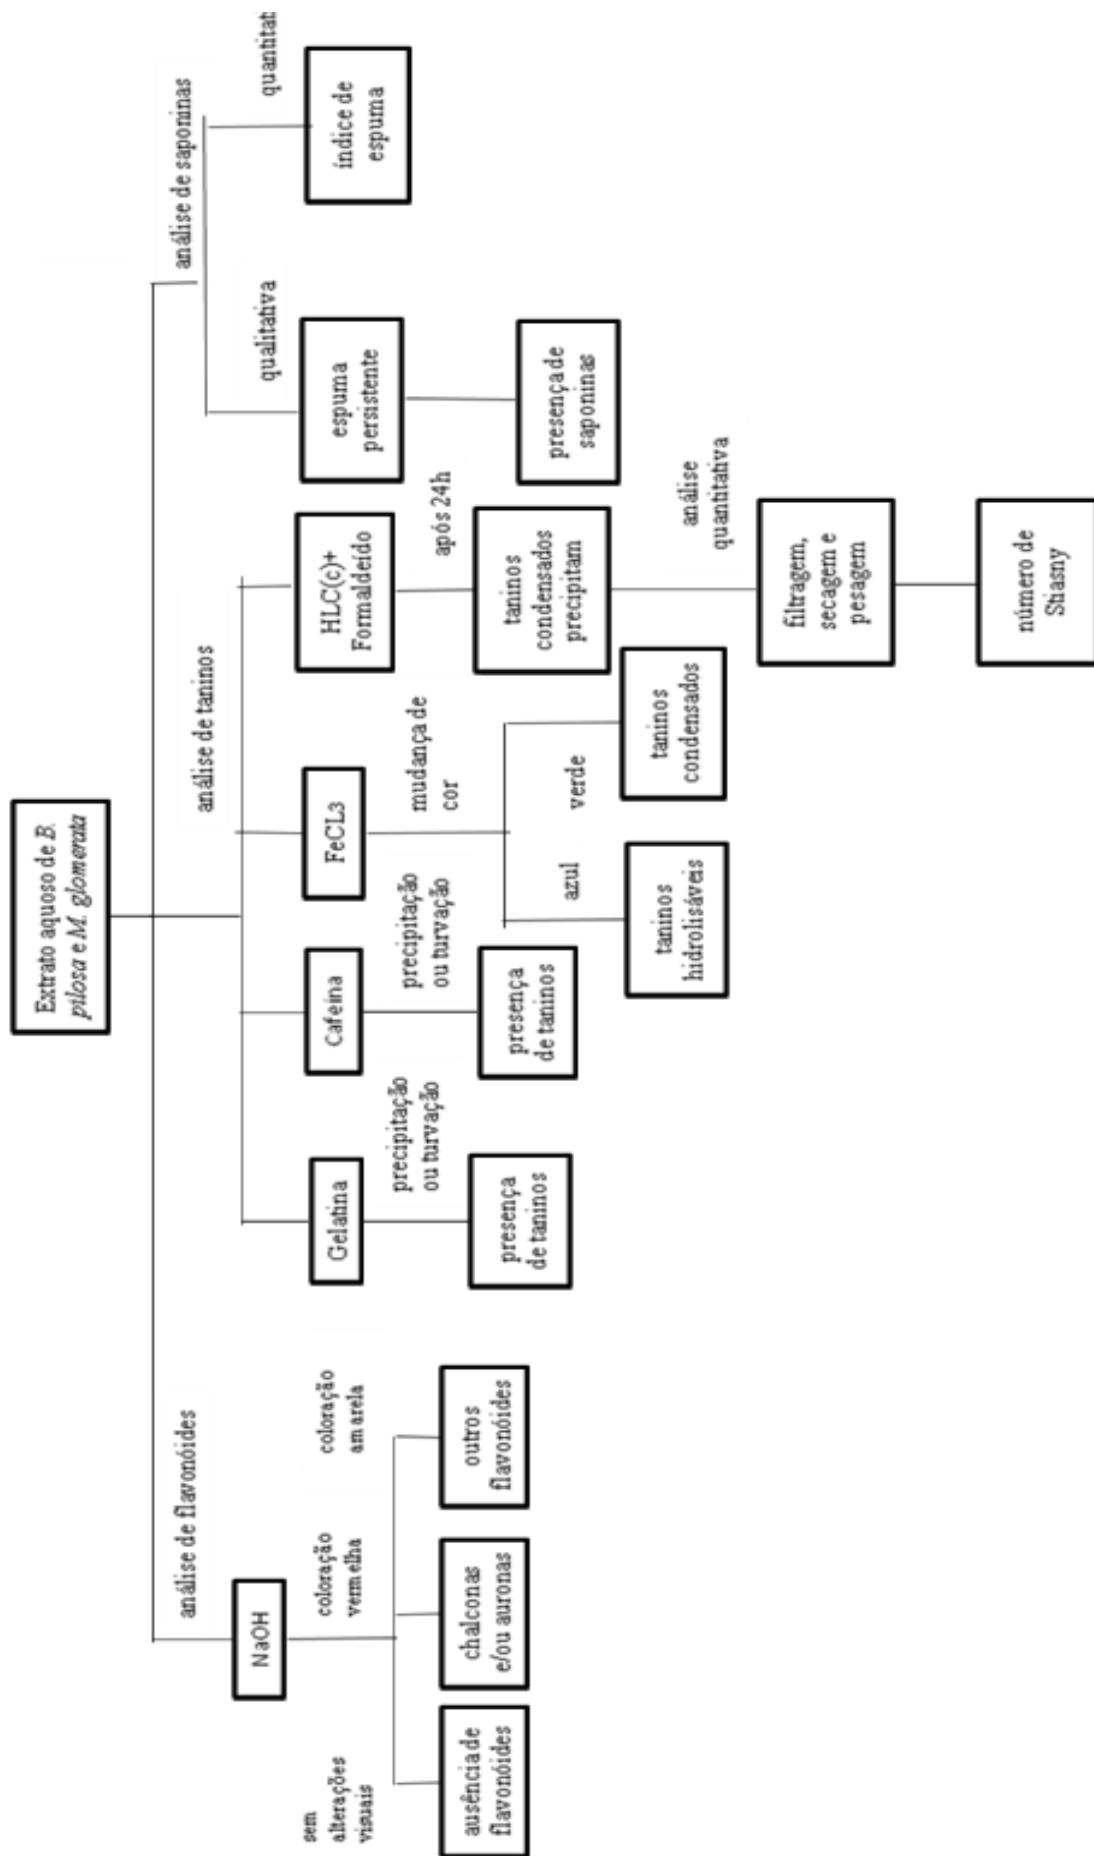 Extrato aquoso de B.
pilosa e M. glomerata
análise de flavonóides
NaOH
sem
alterações
visuais
coloração
vermelha
coloração
amarela
ausência de
flavonóides
chalconas
e/ou auronas
outros
flavonóides
análise de taninos
Gelatina
precipitação
ou turvação
presença
de taninos
Cafeína
precipitação
ou turvação
presença
de taninos
FeCL3
mudança de
cor
azul
verde
taninos
hidrolisáveis
taninos
condensados
HLC(c)+
Formaldeído
após 24h
taninos
condensados
precipitam
análise
quantitativa
filtragem,
secagem e
pesagem
número de
Stiasny
análise de saponinas
qualitativa
espuma
persistente
presença de
saponinas
quantitat
índice de
espuma